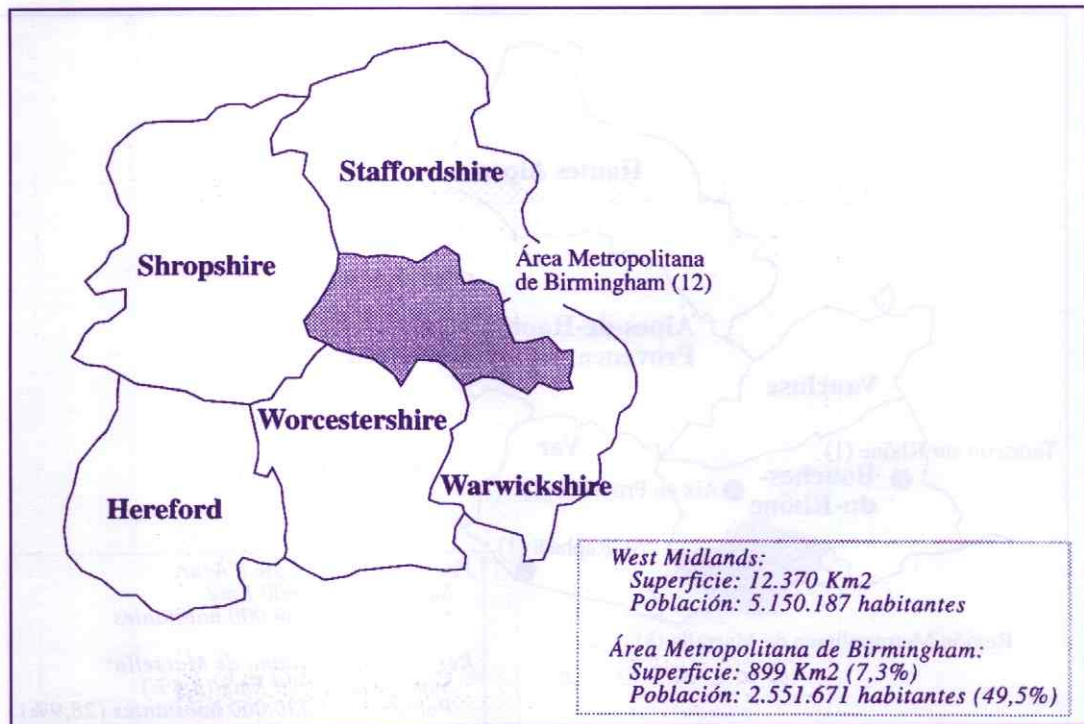 Staffordshire
Shropshire
Área Metropolitana
de Birmingham (12)
Worcestershire
Warwickshire
Hereford
West Midlands:
Superficie: 12.370 Km2
Población: 5.150.187 habitantes
Área Metropolitana de Birmingham:
Superficie: 899 Km2 (7,3%)
Población: 2.551.671 habitantes (49,5%)